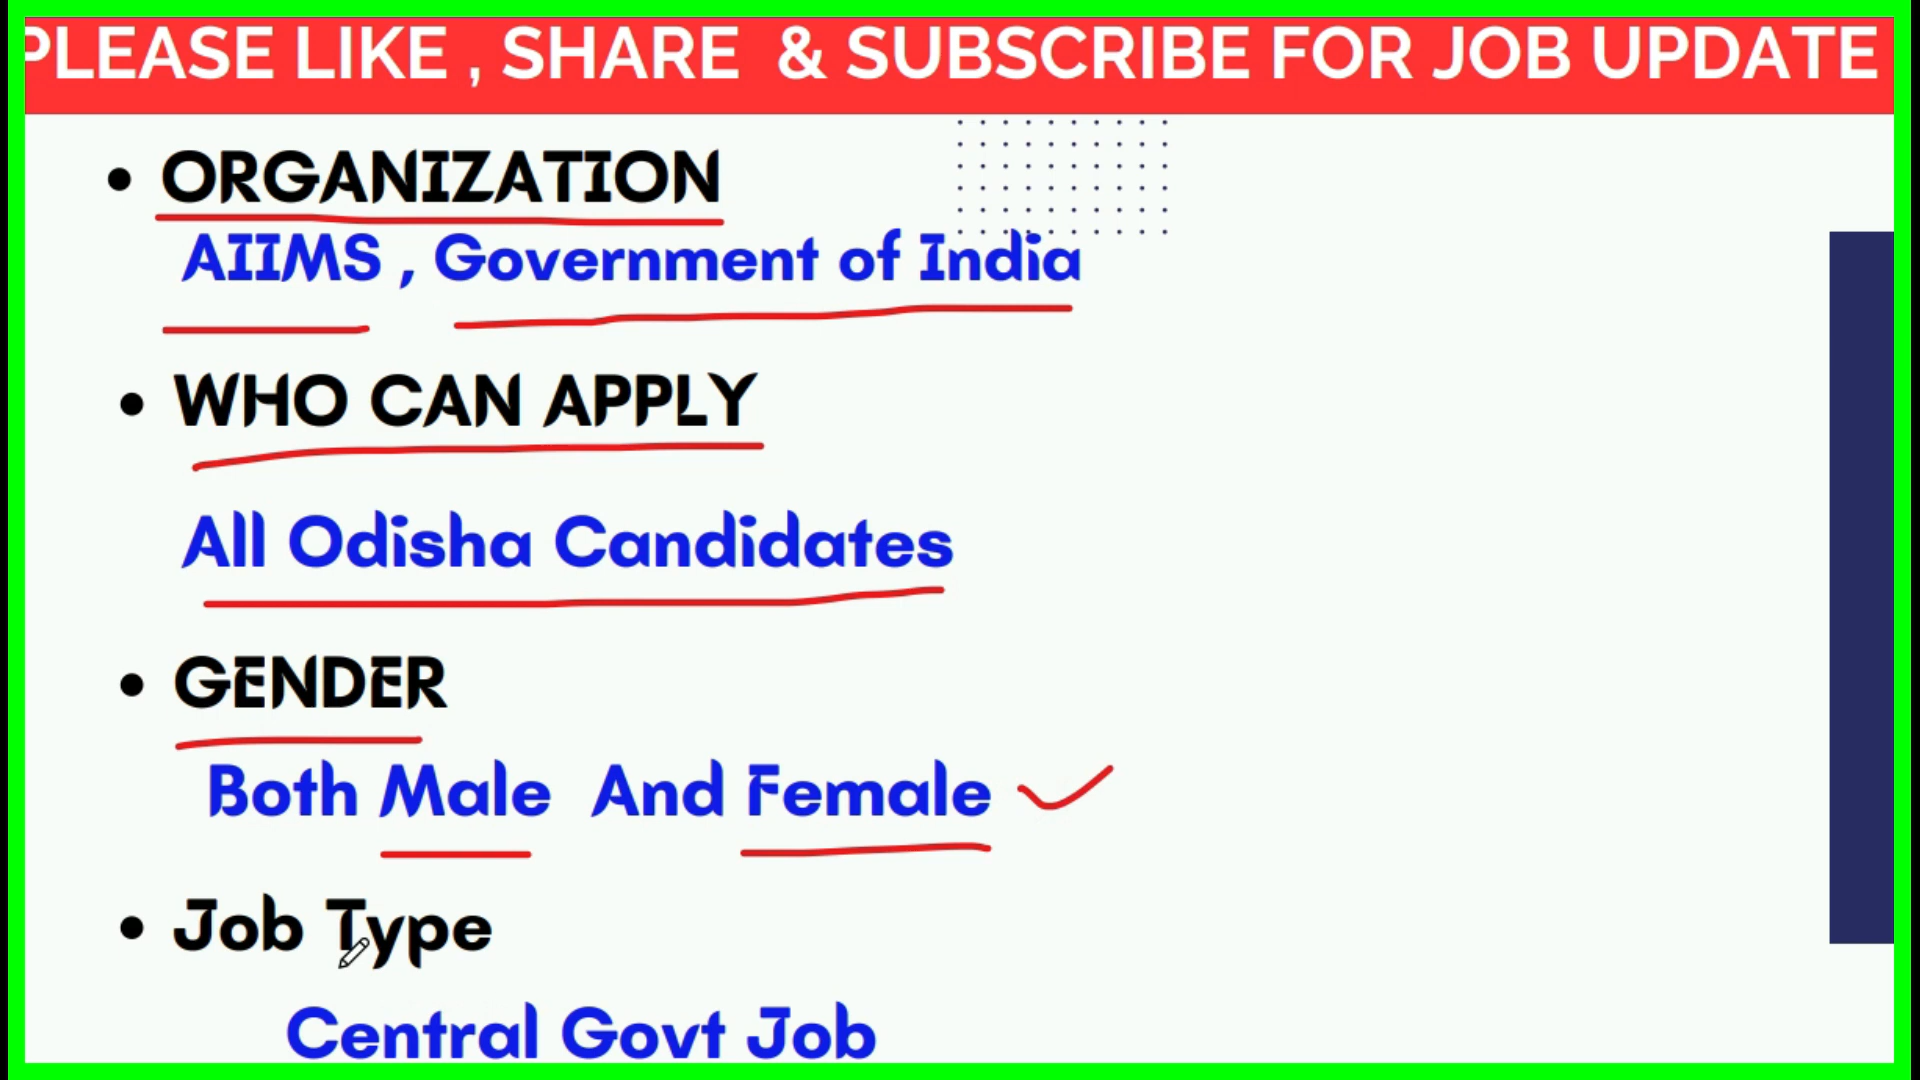 PLEASE LIKE , SHARE & SUBSCRIBE FOR JOB UPDATE
ORGANIZATION
AIIMS , Government of India
WHO CAN APPLY
All Odisha Candidates
GENDER
Both Male And Female
Job Type
Central Govt Job